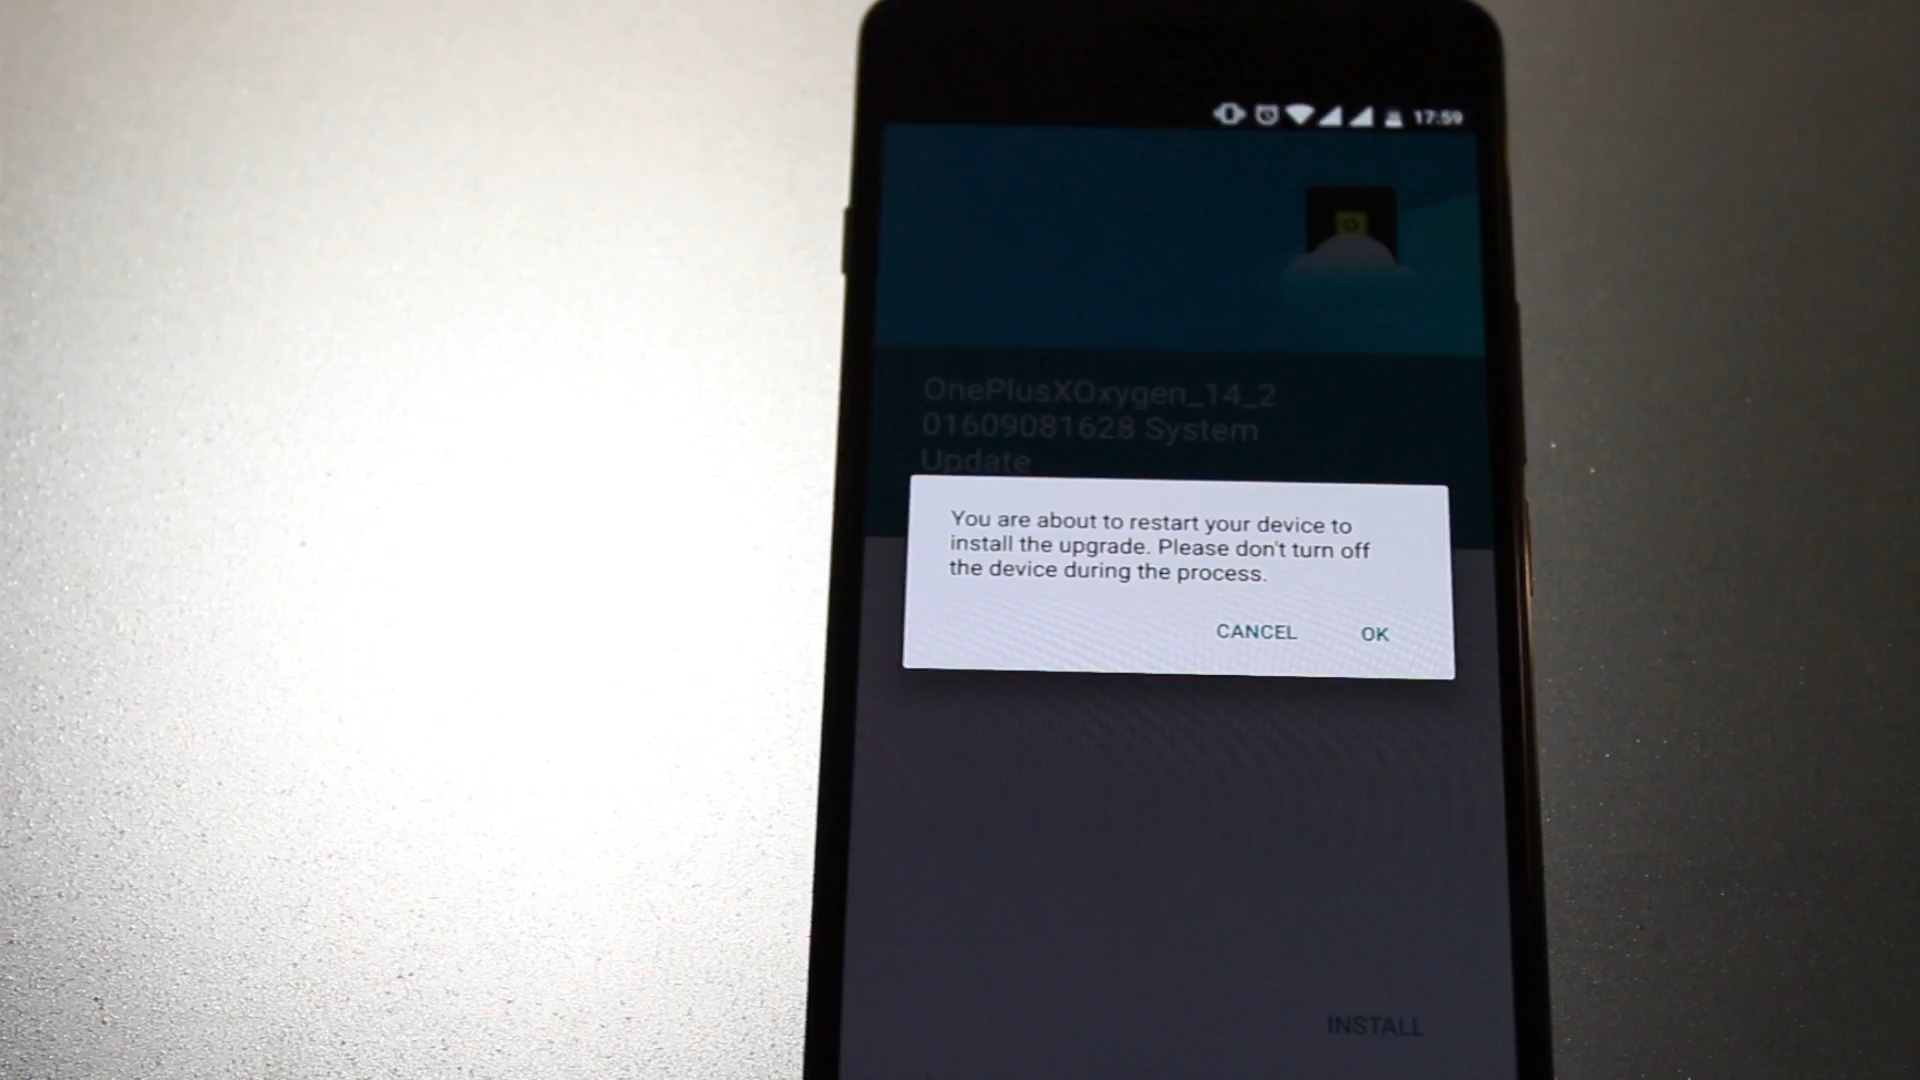 17:59
OnePlusXOxygen_14_2
01609081628 System
Update
You are about to restart your device to
install the upgrade. Please don't turn off
the device during the process.
CANCEL OK
INSTALL